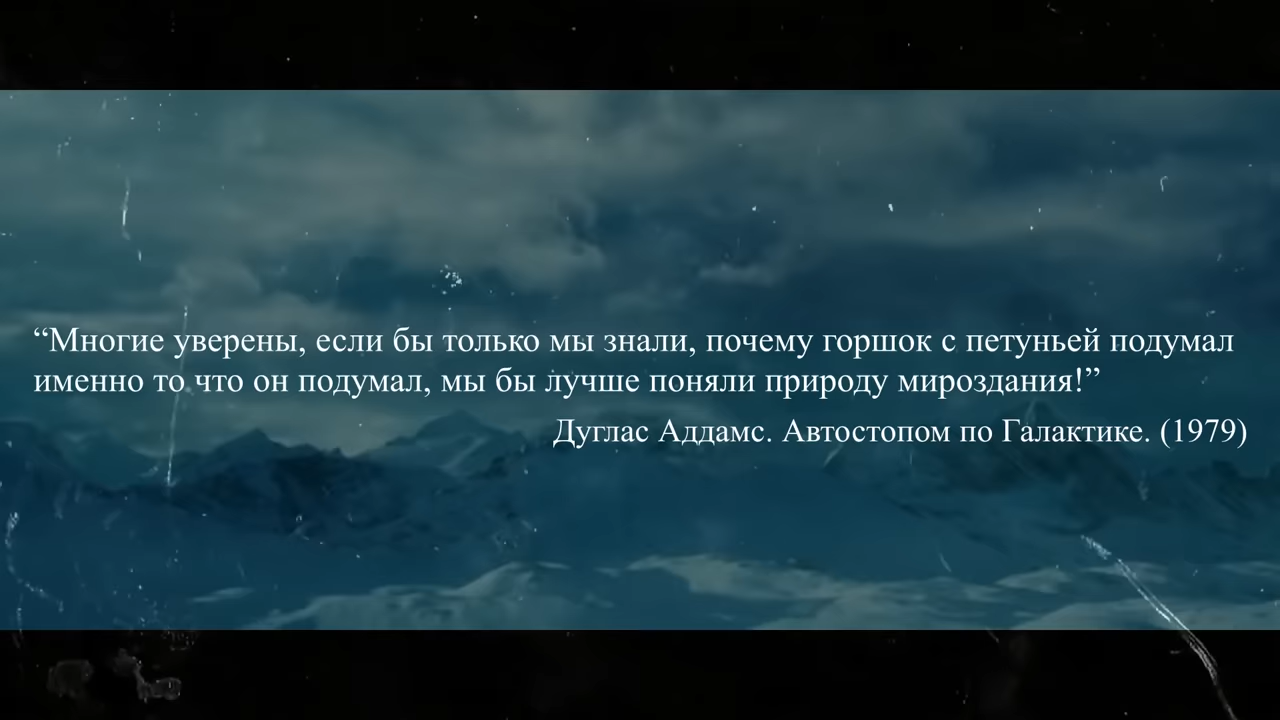 “Многие уверены, если бы только мы знали, почему горшок с петуньей подумал
именно то что он подумал, мы бы лучше поняли природу мироздания!”
Дуглас Аддамс. Автостопом по Галактике. (1979)